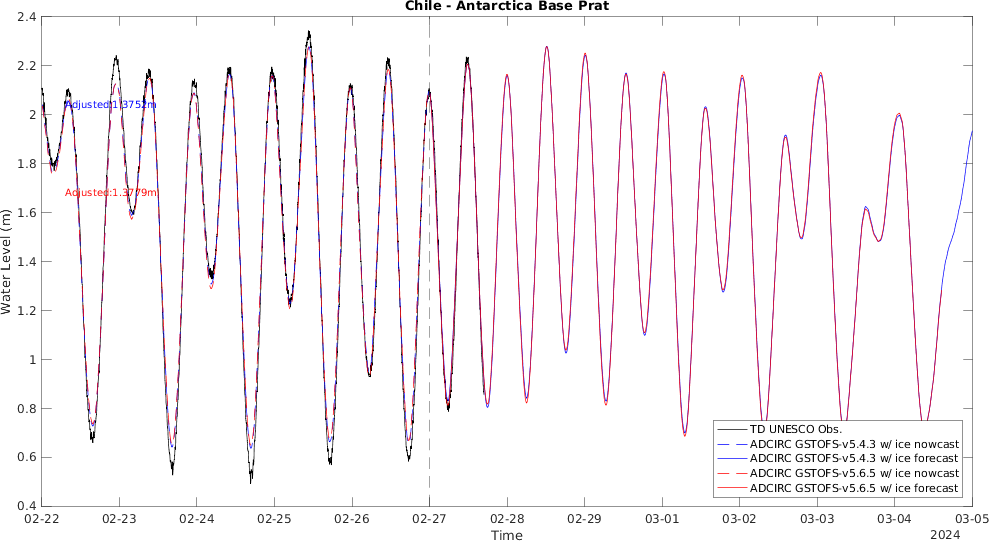 Chile - Antarctica Base Prat
2.4
2.2
2
1.8
1.6
1.4
1.2
1
0.8
0.6
0.4
Water Level (m)
Adjusted:1.3752m
Adjusted:1.3779m
TD UNESCO Obs.
ADCIRC GSTOFS-v5.4.3 w/ ice nowcast
ADCIRC GSTOFS-v5.4.3 w/ ice forecast
ADCIRC GSTOFS-v5.6.5 w/ ice nowcast
ADCIRC GSTOFS-v5.6.5 w/ ice forecast
02-22 02-23 02-24 02-25 02-26 02-27 02-28 02-29 03-01 03-02 03-03 03-04 03-05
Time
2024